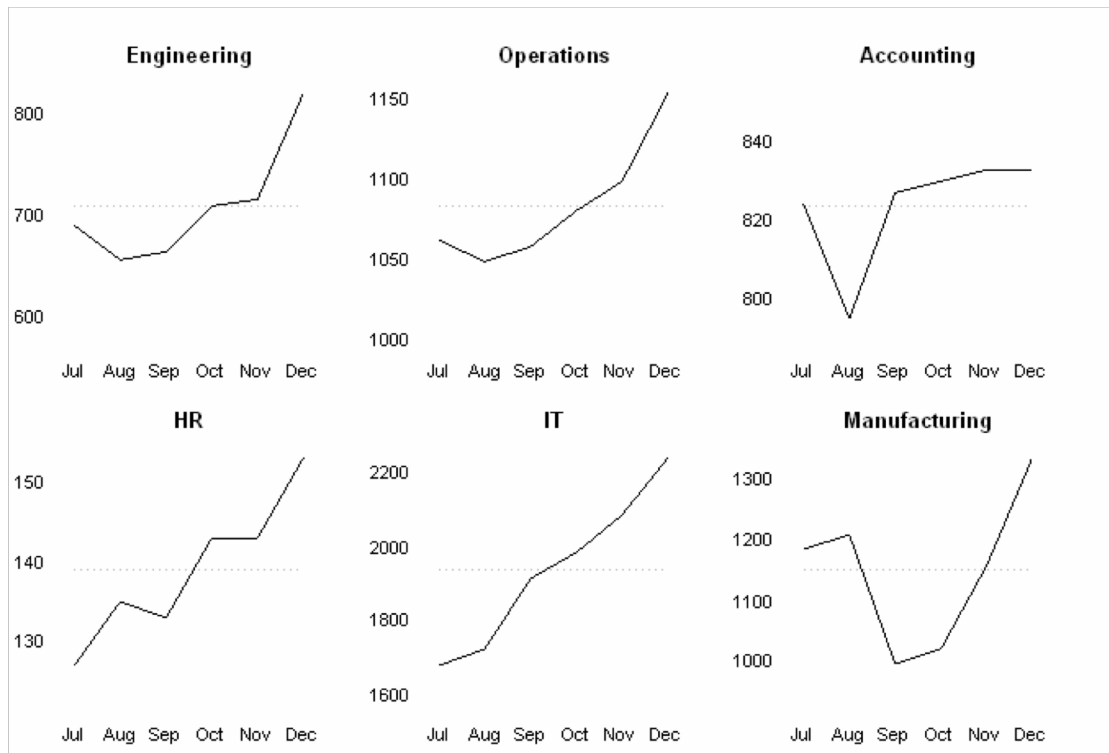 Engineering
800
700
600
Jul Aug Sep Oct Nov Dec
Operations
1150
1100
1050
1000
Jul Aug Sep Oct Nov Dec
Accounting
840
820
800
Jul Aug Sep Oct Nov Dec
HR
150
140
130
Jul Aug Sep Oct Nov Dec
IT
2200
2000
1800
1600
Jul Aug Sep Oct Nov Dec
Manufacturing
1300
1200
1100
1000
Jul Aug Sep Oct Nov Dec